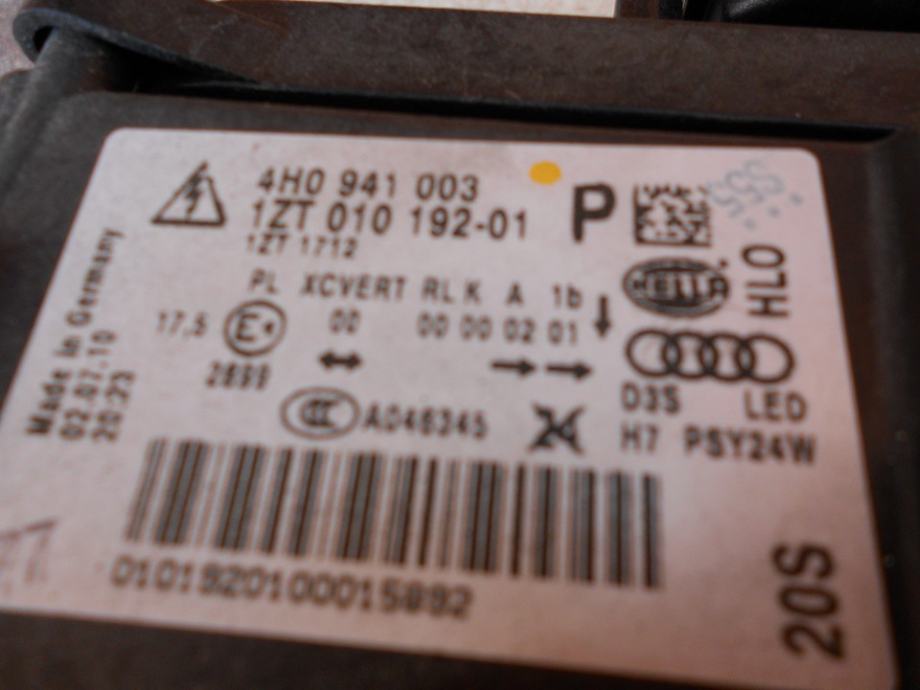 4H0 941 003
1ZT 010 192-01
1ZT 1712
P
555
HELLA
HLO
PL XCVERT RL K A 1b
17,5 E 00 00 00 02 01
2899
CCC A046345
D3S LED
H7 PSY24W
Made in Germany
02.07.10
20:23
0101920100015892
20S